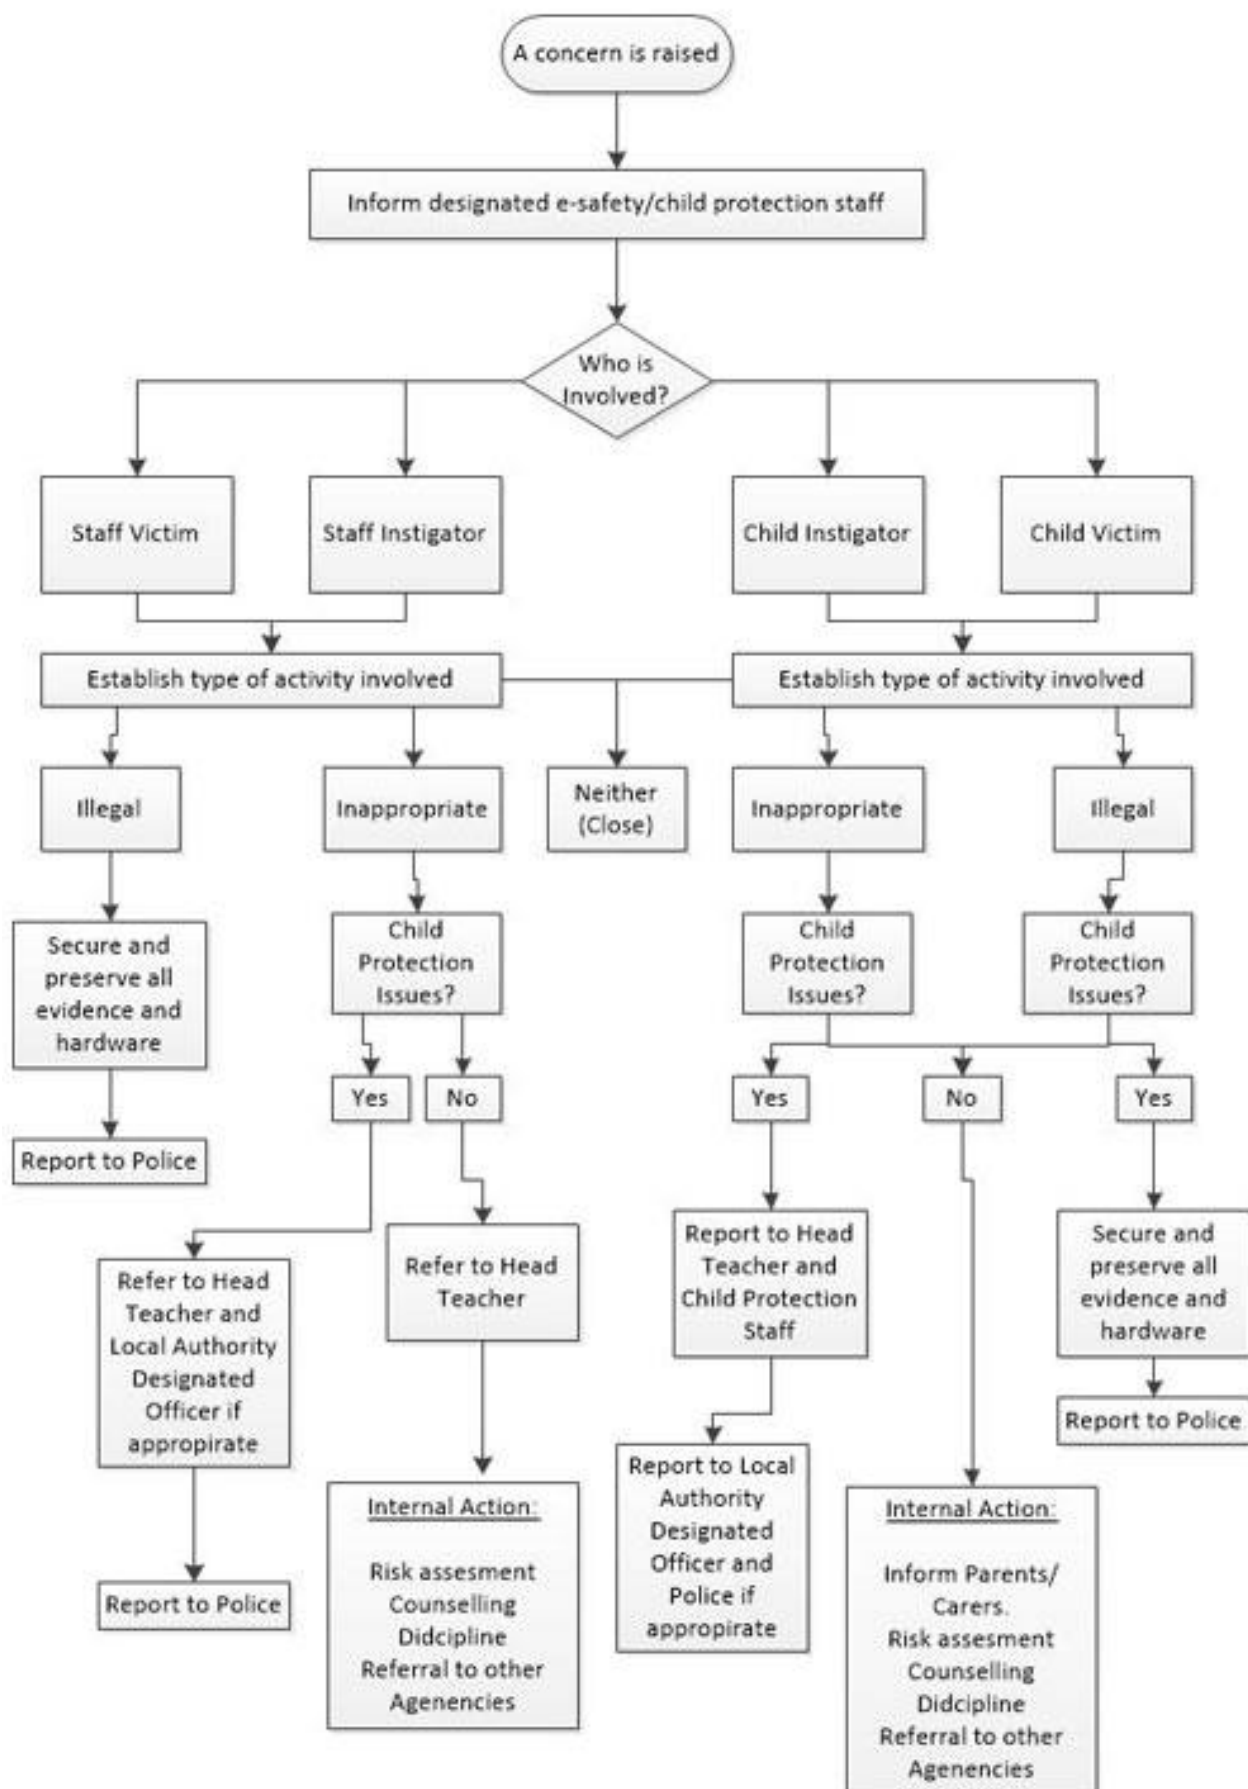 A concern is raised
Inform designated e-safety/child protection staff
Who is
Involved?
Staff Victim
Staff Instigator
Child Instigator
Child Victim
Establish type of activity involved
Establish type of activity involved
Illegal
Inappropriate
Neither
(Close)
Inappropriate
Illegal
Secure and
preserve all
evidence and
hardware
Child
Protection
Issues?
Child
Protection
Issues?
Child
Protection
Issues?
Yes
No
Yes
No
Yes
Report to Police
Refer to Head
Teacher and
Local Authority
Designated
Officer if
appropirate
Refer to Head
Teacher
Report to Head
Teacher and
Child Protection
Staff
Secure and
preserve all
evidence and
hardware
Report to Police
Report to Local
Authority
Designated
Officer and
Police if
appropirate
Report to Police
Internal Action:
Risk assesment
Counselling
Didcipline
Referral to other
Agenencies
Internal Action:
Inform Parents/
Carers.
Risk assesment
Counselling
Didcipline
Referral to other
Agenencies